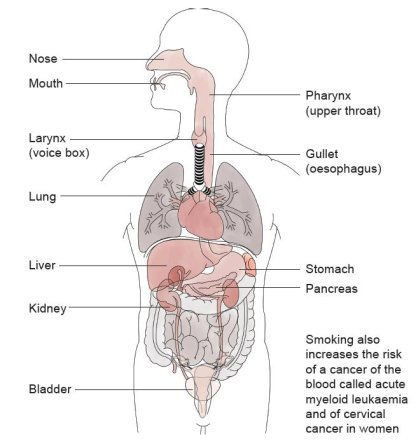 Nose
Mouth
Pharynx
(upper throat)
Larynx
(voice box)
Gullet
(oesophagus)
Lung
Liver
Stomach
Pancreas
Kidney
Bladder
Smoking also
increases the risk
of a cancer of the
blood called acute
myeloid leukaemia
and of cervical
cancer in women